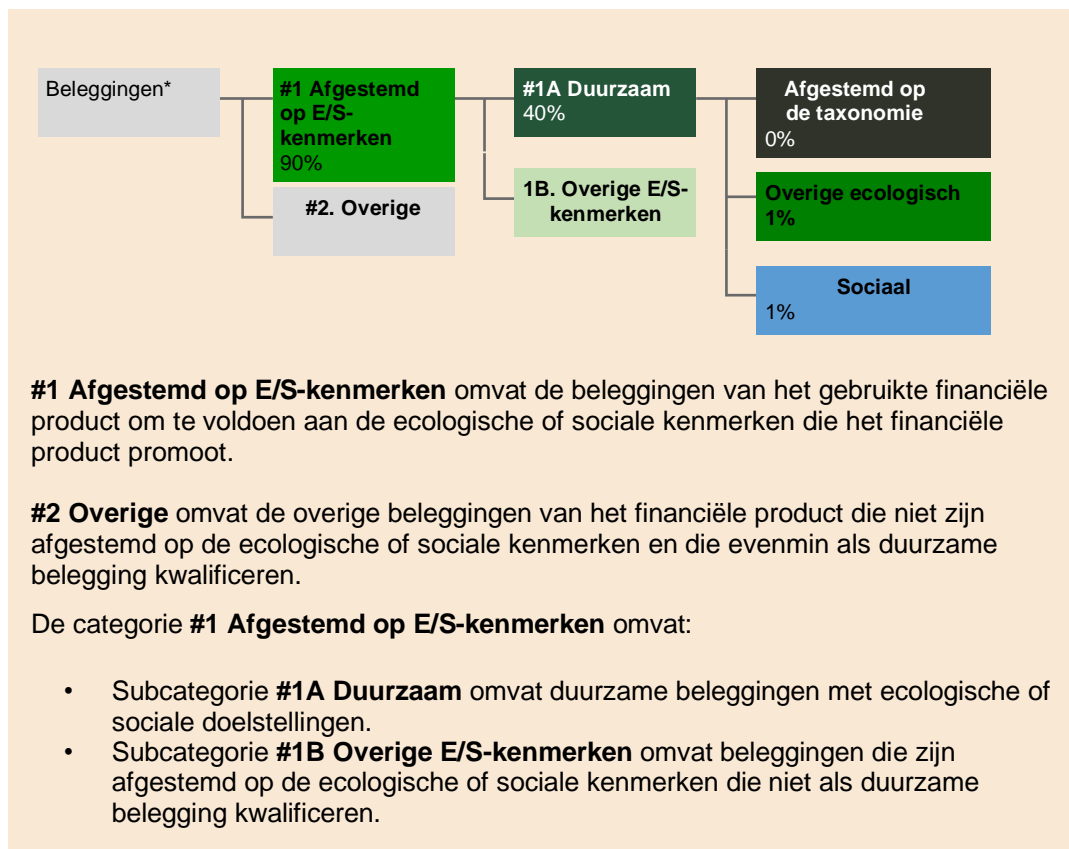 Beleggingen*
#1 Afgestemd
op E/S-
kenmerken
90%
#2. Overige
#1A Duurzaam
40%
1B. Overige E/S-
kenmerken
Afgestemd op
de taxonomie
0%
Overige ecologisch
1%
Sociaal
1%
#1 Afgestemd op E/S-kenmerken omvat de beleggingen van het gebruikte financiële
product om te voldoen aan de ecologische of sociale kenmerken die het financiële
product promoot.
#2 Overige omvat de overige beleggingen van het financiële product die niet zijn
afgestemd op de ecologische of sociale kenmerken en die evenmin als duurzame
belegging kwalificeren.
De categorie #1 Afgestemd op E/S-kenmerken omvat:
• Subcategorie #1A Duurzaam omvat duurzame beleggingen met ecologische of
sociale doelstellingen.
• Subcategorie #1B Overige E/S-kenmerken omvat beleggingen die zijn
afgestemd op de ecologische of sociale kenmerken die niet als duurzame
belegging kwalificeren.